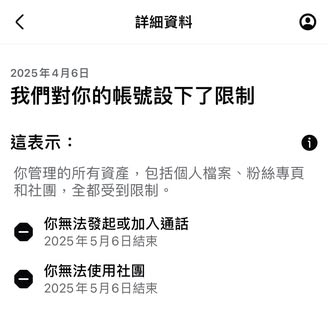 詳細資料
2025年4月6日
我們對你的帳號設下了限制
這表示：
你管理的所有資產，包括個人檔案、粉絲專頁
和社團，全都受到限制。
你無法發起或加入通話
2025年5月6日結束
你無法使用社團
2025年5月6日結束